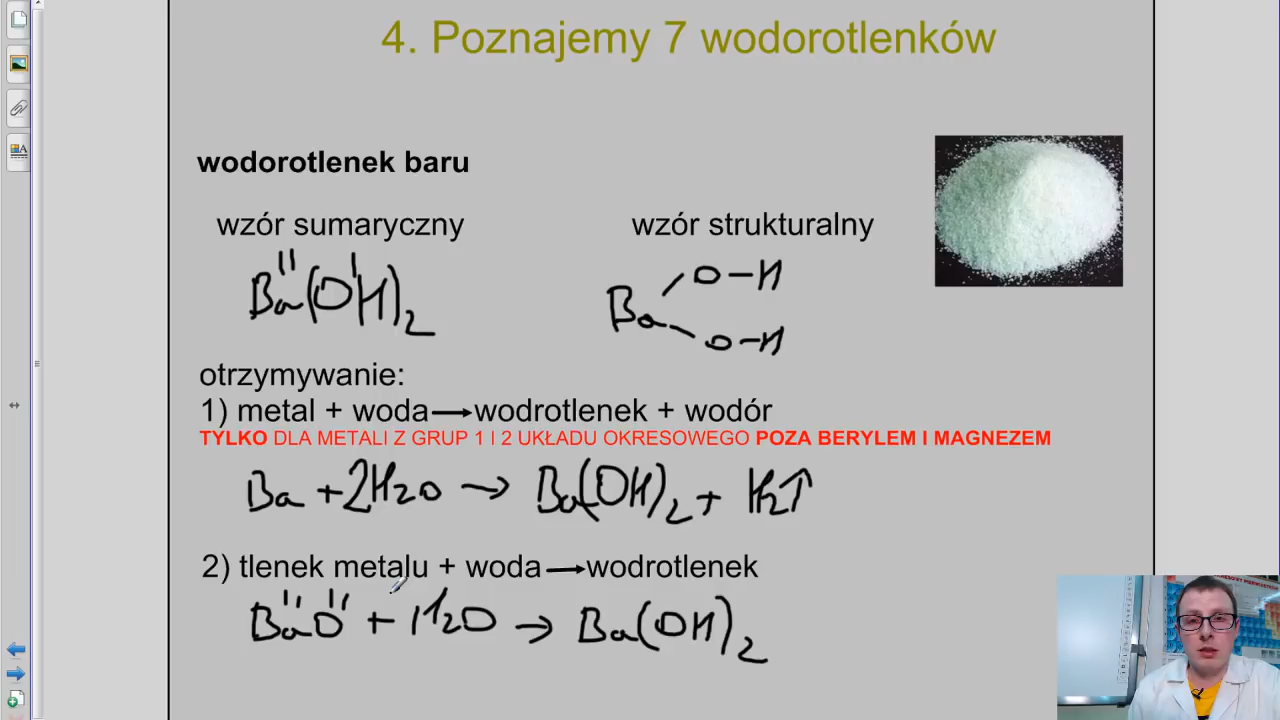 4. Poznajemy 7 wodorotlenków
wodorotlenek baru
wzór sumaryczny wzór strukturalny
Ba(OH)2 Ba O-H O-H
otrzymywanie:
1) metal + woda → wodrotlenek + wodór
TYLKO DLA METALI Z GRUP 1 I 2 UKŁADU OKRESOWEGO POZA BERYLEM I MAGNEZEM
Ba + 2H2O → Ba(OH)2 + H2↑
2) tlenek metalu + woda → wodrotlenek
BaO + H2O → Ba(OH)2